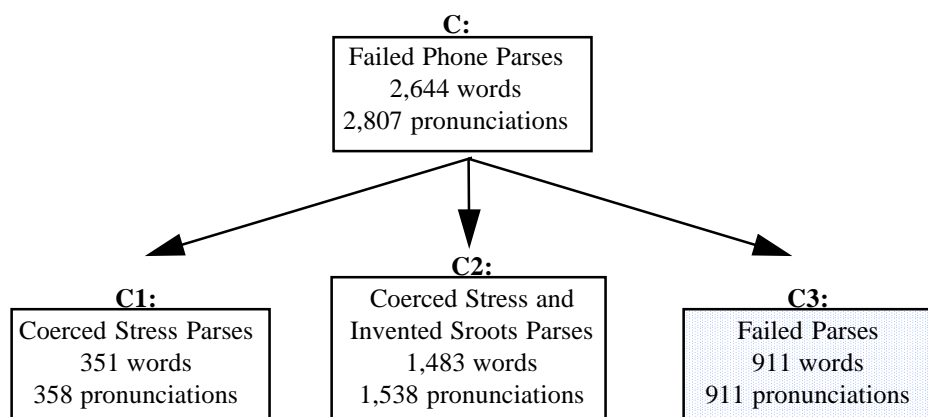 C:
Failed Phone Parses
2,644 words
2,807 pronunciations
C1:
Coerced Stress Parses
351 words
358 pronunciations
C2:
Coerced Stress and
Invented Sroots Parses
1,483 words
1,538 pronunciations
C3:
Failed Parses
911 words
911 pronunciations